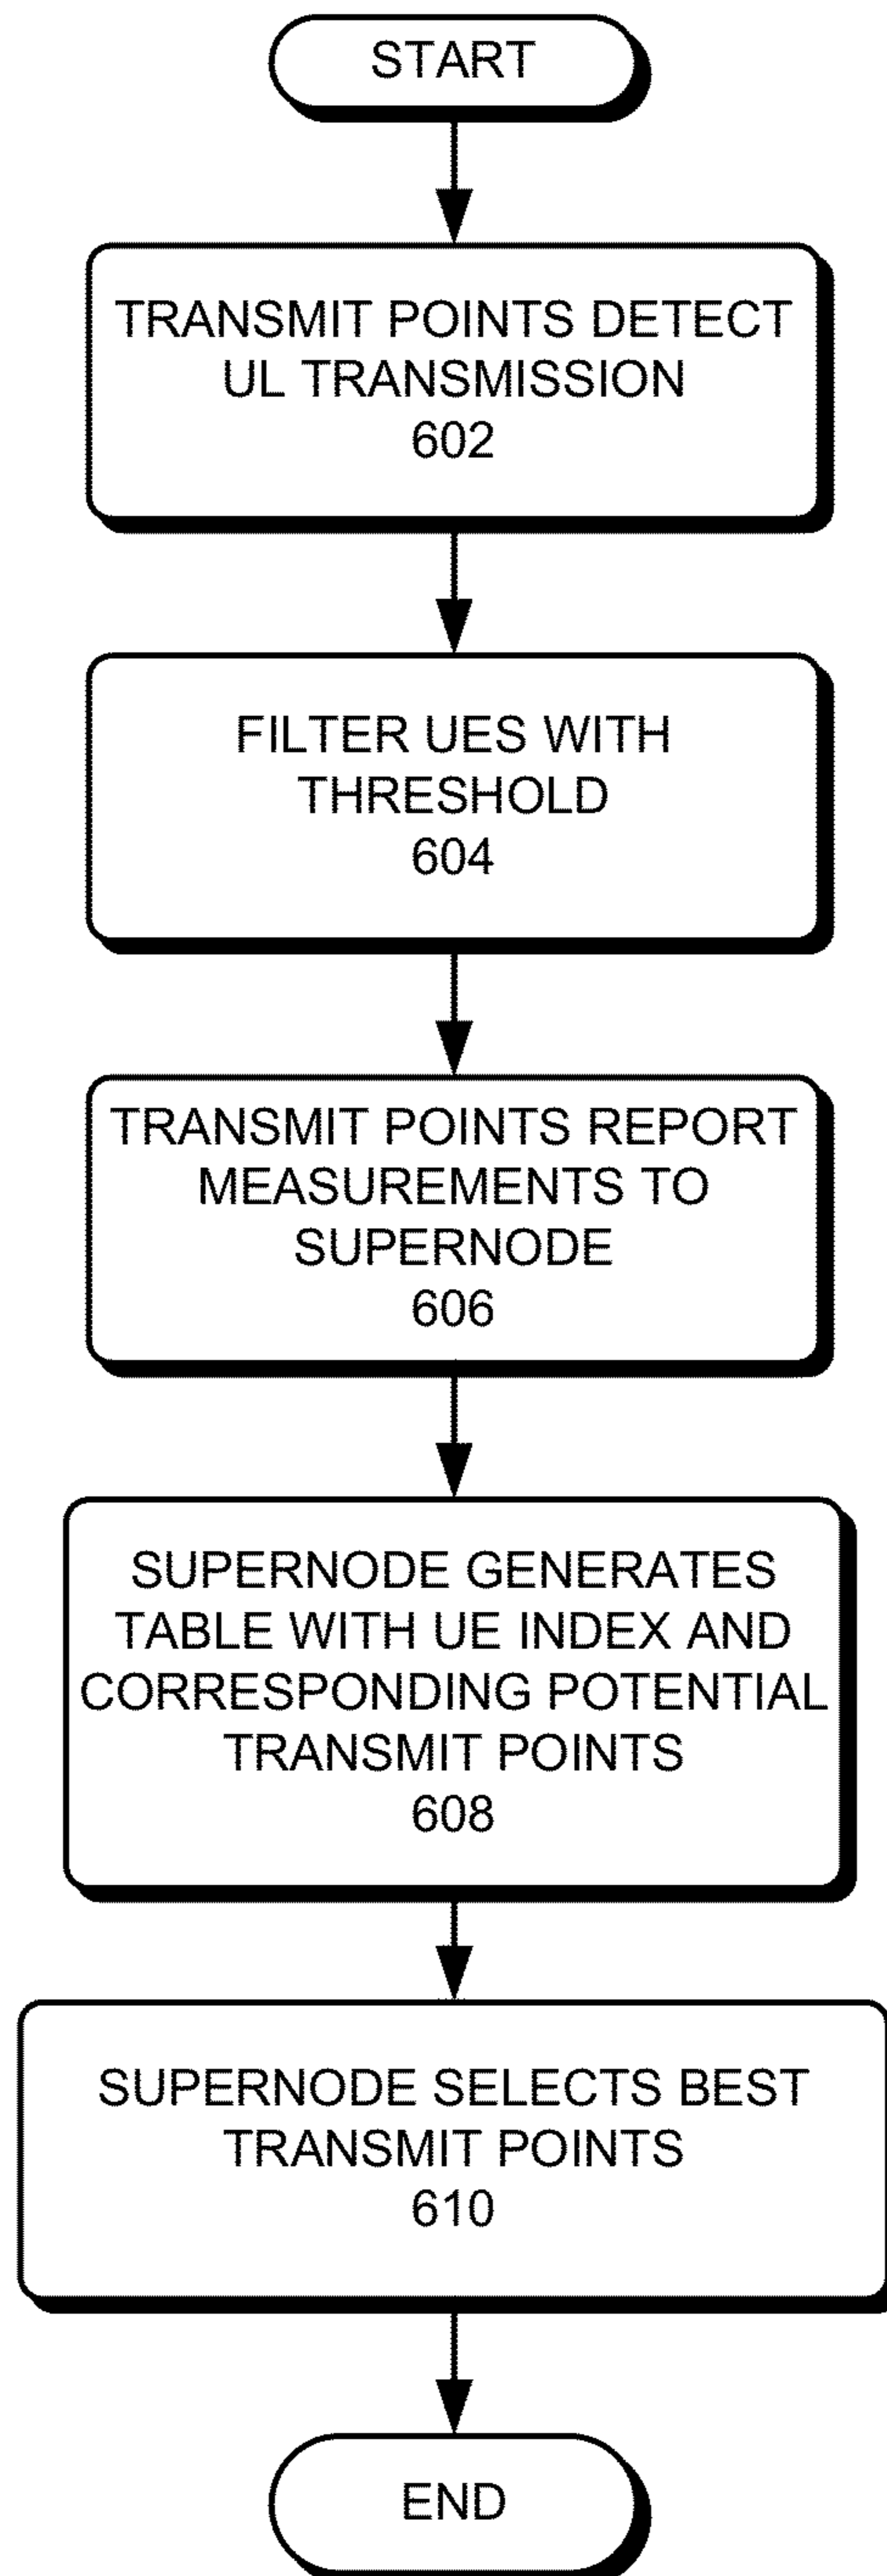 START
TRANSMIT POINTS DETECT
UL TRANSMISSION
602
FILTER UES WITH
THRESHOLD
604
TRANSMIT POINTS REPORT
MEASUREMENTS TO
SUPERNODE
606
SUPERNODE GENERATES
TABLE WITH UE INDEX AND
CORRESPONDING POTENTIAL
TRANSMIT POINTS
608
SUPERNODE SELECTS BEST
TRANSMIT POINTS
610
END